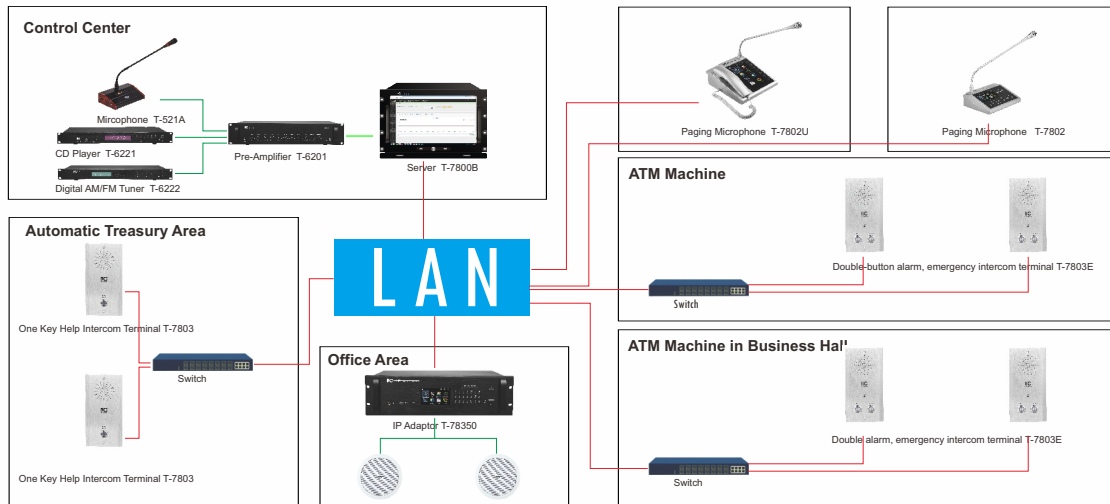 Control Center
Mircophone T-521A
CD Player T-6221
Digital AM/FM Tuner T-6222
Pre-Amplifier T-6201
Server T-7800B
Paging Microphone T-7802U
Paging Microphone T-7802
ATM Machine
Double-button alarm, emergency intercom terminal T-7803E
Switch
Automatic Treasury Area
One Key Help Intercom Terminal T-7803
Switch
One Key Help Intercom Terminal T-7803
LAN
Office Area
IP Adaptor T-78350
ATM Machine in Business Hall
Double alarm, emergency intercom terminal T-7803E
Switch